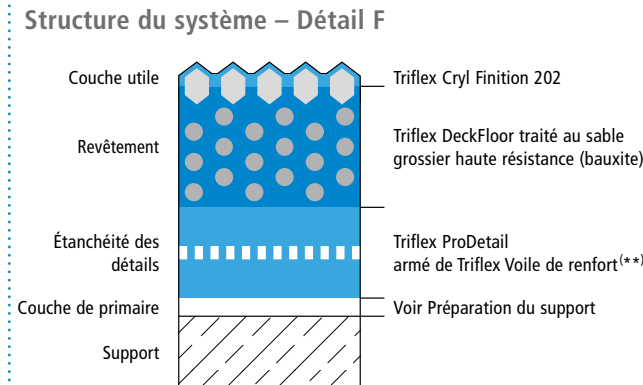 Structure du système – Détail F
Couche utile
Triflex Cryl Finition 202
Revêtement
Triflex DeckFloor traité au sable
grossier haute résistance (bauxite)
Étanchéité des
détails
Triflex ProDetail
armé de Triflex Voile de renfort(**)
Couche de primaire
Voir Préparation du support
Support